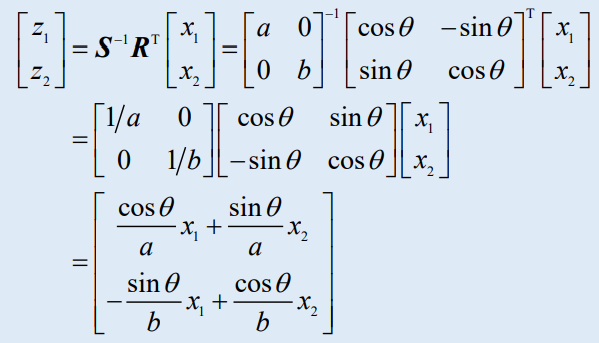 [z₁; z₂] = S⁻¹Rᵀ[x₁; x₂] = [a 0; 0 b]⁻¹ [cosθ −sinθ; sinθ cosθ]ᵀ [x₁; x₂]
= [1/a 0; 0 1/b] [cosθ sinθ; −sinθ cosθ] [x₁; x₂]
= [cosθ/a x₁ + sinθ/a x₂; −sinθ/b x₁ + cosθ/b x₂]